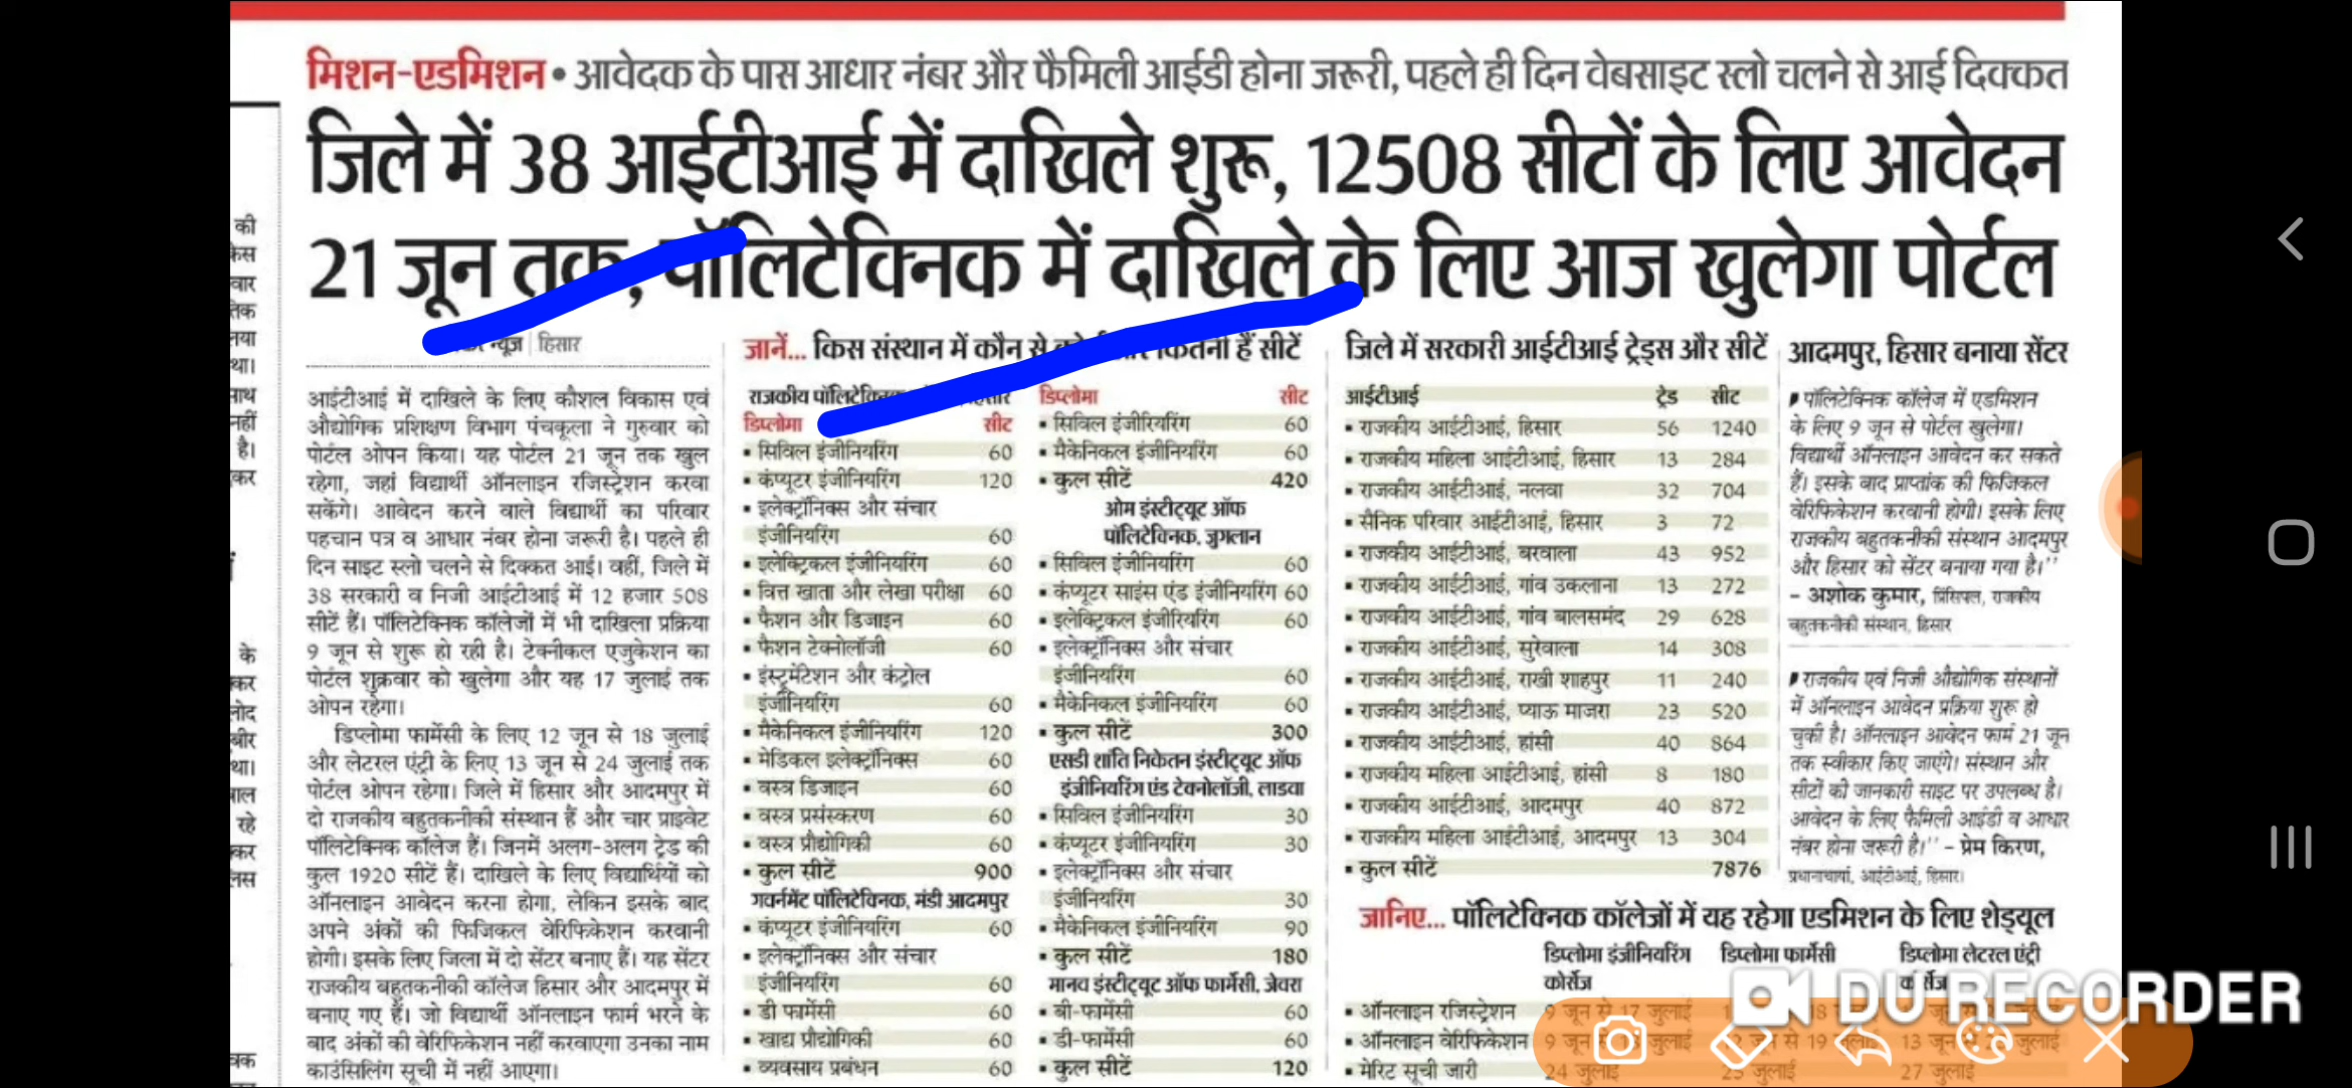 मिशन-एडमिशन • आवेदक के पास आधार नंबर और फैमिली आईडी होना जरूरी, पहले ही दिन वेबसाइट स्लो चलने से आई दिक्कत
जिले में 38 आईटीआई में दाखिले शुरू, 12508 सीटों के लिए आवेदन
21 जून तक, पॉलिटेक्निक में दाखिले के लिए आज खुलेगा पोर्टल
की
वार
था।
साथ
नहीं
है।
के
था।
रहे
न्यूज | हिसार
आईटीआई में दाखिले के लिए कौशल विकास एवं
औद्योगिक प्रशिक्षण विभाग पंचकूला ने गुरुवार को
पोर्टल ओपन किया। यह पोर्टल 21 जून तक खुल
रहेगा, जहां विद्यार्थी ऑनलाइन रजिस्ट्रेशन करवा
सकेंगे। आवेदन करने वाले विद्यार्थी का परिवार
पहचान पत्र व आधार नंबर होना जरूरी है। पहले ही
दिन साइट स्लो चलने से दिक्कत आई। वहीं, जिले में
38 सरकारी व निजी आईटीआई में 12 हजार 508
सीटें हैं। पॉलिटेक्निक कॉलेजों में भी दाखिला प्रक्रिया
9 जून से शुरू हो रही है। टेक्नीकल एजुकेशन का
पोर्टल शुक्रवार को खुलेगा और यह 17 जुलाई तक
ओपन रहेगा।
डिप्लोमा फार्मेसी के लिए 12 जून से 18 जुलाई
और लेटरल एंट्री के लिए 13 जून से 24 जुलाई तक
पोर्टल ओपन रहेगा। जिले में हिसार और आदमपुर में
दो राजकीय बहुतकनीकी संस्थान हैं और चार प्राइवेट
पॉलिटेक्निक कॉलेज हैं। जिनमें अलग-अलग ट्रेड की
कुल 1920 सीटें हैं। दाखिले के लिए विद्यार्थियों को
ऑनलाइन आवेदन करना होगा, लेकिन इसके बाद
अपने अंकों की फिजिकल वेरिफिकेशन करवानी
होगी। इसके लिए जिला में दो सेंटर बनाए हैं। यह सेंटर
राजकीय बहुतकनीकी कॉलेज हिसार और आदमपुर में
बनाए गए हैं। जो विद्यार्थी ऑनलाइन फार्म भरने के
बाद अंकों की वेरिफिकेशन नहीं करवाएगा उनका नाम
काउंसिलिंग सूची में नहीं आएगा।
जानें... किस संस्थान में कौन से कितनी हैं सीटें
राजकीय पॉलिटेक्निक हिसार
डिप्लोमा सीट
▪ सिविल इंजीनियरिंग 60
▪ कंप्यूटर इंजीनियरिंग 120
▪ इलेक्ट्रॉनिक्स और संचार
इंजीनियरिंग 60
▪ इलेक्ट्रिकल इंजीनियरिंग 60
▪ वित्त खाता और लेखा परीक्षा 60
▪ फैशन और डिजाइन 60
▪ फैशन टेक्नोलॉजी 60
▪ इंस्ट्रूमेंटेशन और कंट्रोल
इंजीनियरिंग 60
▪ मैकेनिकल इंजीनियरिंग 120
▪ मेडिकल इलेक्ट्रॉनिक्स 60
▪ वस्त्र डिजाइन 60
▪ वस्त्र प्रसंस्करण 60
▪ वस्त्र प्रौद्योगिकी 60
▪ कुल सीटें 900
गवर्नमेंट पॉलिटेक्निक, मंडी आदमपुर
▪ कंप्यूटर इंजीनियरिंग 60
▪ इलेक्ट्रॉनिक्स और संचार
इंजीनियरिंग 60
▪ डी फार्मेसी 60
▪ खाद्य प्रौद्योगिकी 60
▪ व्यवसाय प्रबंधन 60
डिप्लोमा सीट
▪ सिविल इंजीरियरिंग 60
▪ मैकेनिकल इंजीनियरिंग 60
▪ कुल सीटें 420
ओम इंस्टीट्यूट ऑफ
पॉलिटेक्निक, जुगलान
▪ सिविल इंजीनियरिंग 60
▪ कंप्यूटर साइंस एंड इंजीनियरिंग 60
▪ इलेक्ट्रिकल इंजीरियरिंग 60
▪ इलेक्ट्रॉनिक्स और संचार
इंजीनियरिंग 60
▪ मैकेनिकल इंजीनियरिंग 60
▪ कुल सीटें 300
एसडी शांति निकेतन इंस्टीट्यूट ऑफ
इंजीनियरिंग एंड टेक्नोलॉजी, लाडवा
▪ सिविल इंजीनियरिंग 30
▪ कंप्यूटर इंजीनियरिंग 30
▪ इलेक्ट्रॉनिक्स और संचार
इंजीनियरिंग 30
▪ मैकेनिकल इंजीनियरिंग 90
▪ कुल सीटें 180
मानव इंस्टीट्यूट ऑफ फार्मेसी, जेवरा
▪ बी-फार्मेसी 60
▪ डी-फार्मेसी 60
▪ कुल सीटें 120
जिले में सरकारी आईटीआई ट्रेड्स और सीटें
आईटीआई ट्रेड सीट
▪ राजकीय आईटीआई, हिसार 56 1240
▪ राजकीय महिला आईटीआई, हिसार 13 284
▪ राजकीय आईटीआई, नलवा 32 704
▪ सैनिक परिवार आईटीआई, हिसार 3 72
▪ राजकीय आईटीआई, बरवाला 43 952
▪ राजकीय आईटीआई, गांव उकलाना 13 272
▪ राजकीय आईटीआई, गांव बालसमंद 29 628
▪ राजकीय आईटीआई, सुरेवाला 14 308
▪ राजकीय आईटीआई, राखी शाहपुर 11 240
▪ राजकीय आईटीआई, प्याऊ माजरा 23 520
▪ राजकीय आईटीआई, हांसी 40 864
▪ राजकीय महिला आईटीआई, हांसी 8 180
▪ राजकीय आईटीआई, आदमपुर 40 872
▪ राजकीय महिला आईटीआई, आदमपुर 13 304
▪ कुल सीटें 7876
आदमपुर, हिसार बनाया सेंटर
पॉलिटेक्निक कॉलेज में एडमिशन
के लिए 9 जून से पोर्टल खुलेगा।
विद्यार्थी ऑनलाइन आवेदन कर सकते
हैं। इसके बाद प्राप्तांक की फिजिकल
वेरिफिकेशन करवानी होगी। इसके लिए
राजकीय बहुतकनीकी संस्थान आदमपुर
और हिसार को सेंटर बनाया गया है।''
– अशोक कुमार, प्रिंसिपल, राजकीय
बहुतकनीकी संस्थान, हिसार
राजकीय एवं निजी औद्योगिक संस्थानों
में ऑनलाइन आवेदन प्रक्रिया शुरू हो
चुकी है। ऑनलाइन आवेदन फार्म 21 जून
तक स्वीकार किए जाएंगे। संस्थान और
सीटों की जानकारी साइट पर उपलब्ध है।
आवेदन के लिए फैमिली आईडी व आधार
नंबर होना जरूरी है।'' – प्रेम किरण,
प्रधानाचार्या, आईटीआई, हिसार।
जानिए... पॉलिटेक्निक कॉलेजों में यह रहेगा एडमिशन के लिए शेड्यूल
डिप्लोमा इंजीनियरिंग डिप्लोमा फार्मेसी डिप्लोमा लेटरल एंट्री
कोर्सेज कोर्सेज
▪ ऑनलाइन रजिस्ट्रेशन 9 जून से 17 जुलाई
▪ ऑनलाइन वेरिफिकेशन 9 जून जुलाई जून से 19 जुलाई 13 जून जुलाई
▪ मेरिट सूची जारी 24 जुलाई 25 जुलाई 27 जुलाई
DU RECORDER